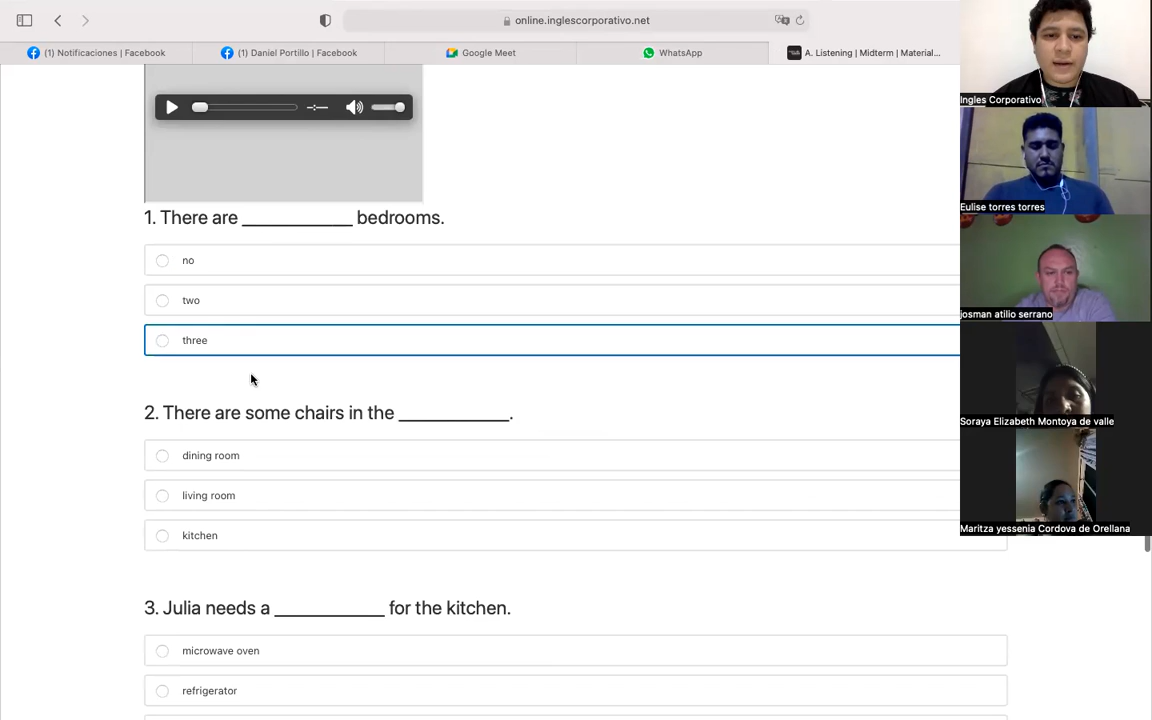 online.inglescorporativo.net
(1) Notificaciones | Facebook
(1) Daniel Portillo | Facebook
Google Meet
WhatsApp
A. Listening | Midterm | Material...
1. There are ____________ bedrooms.
no
two
three
2. There are some chairs in the ____________.
dining room
living room
kitchen
3. Julia needs a ____________ for the kitchen.
microwave oven
refrigerator
Ingles Corporativo
Eulise torres torres
josman atilio serrano
Soraya Elizabeth Montoya de valle
Maritza yessenia Cordova de Orellana